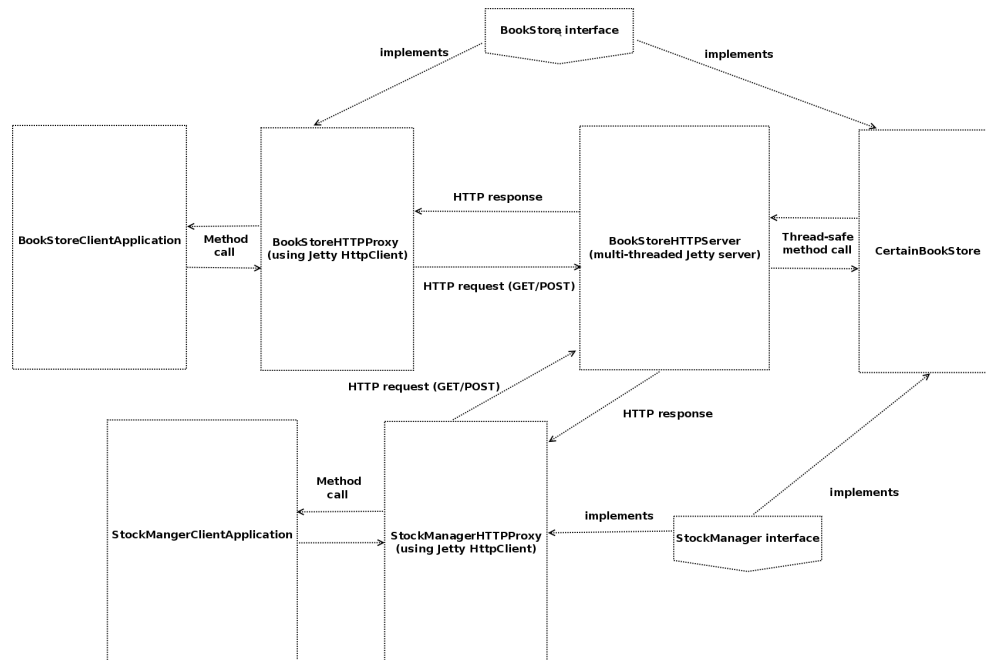 BookStore interface
implements
implements
HTTP response
BookStoreClientApplication
Method
call
BookStoreHTTPProxy
(using Jetty HttpClient)
BookStoreHTTPServer
(multi-threaded Jetty server)
Thread-safe
method call
CertainBookStore
HTTP request (GET/POST)
HTTP request (GET/POST)
HTTP response
Method
call
StockMangerClientApplication
StockManagerHTTPProxy
(using Jetty HttpClient)
implements
implements
StockManager interface